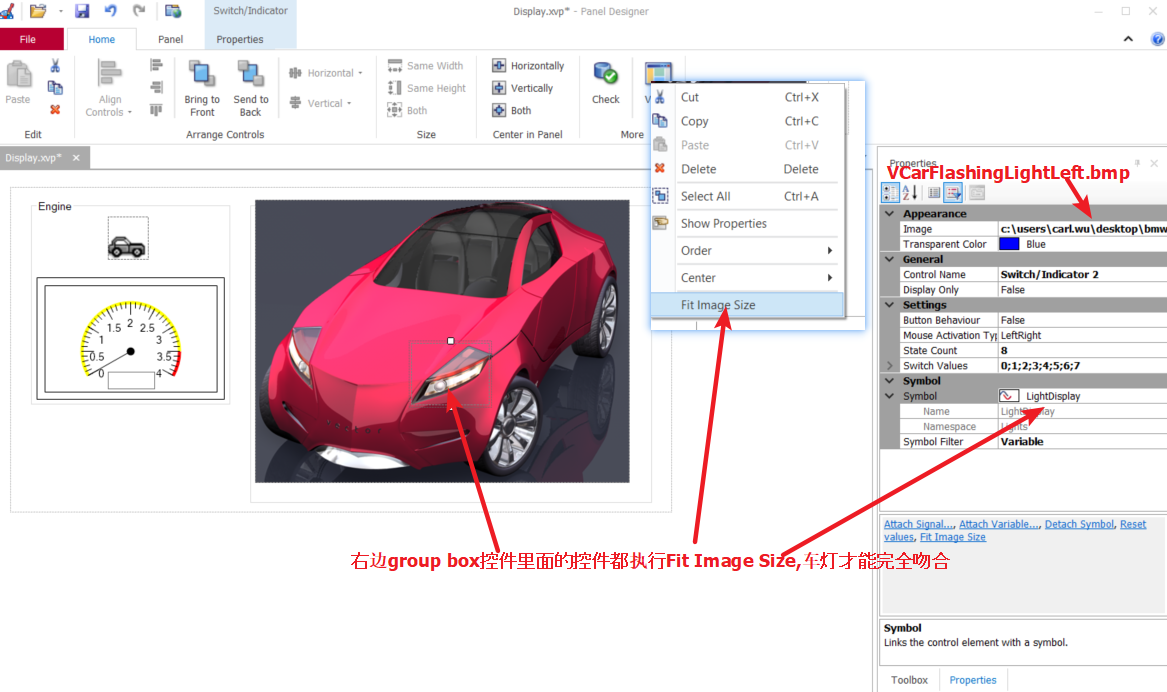 Switch/Indicator
Display.xvp* - Panel Designer
File
Home
Panel
Properties
Paste
Edit
Align
Controls
Bring to
Front
Send to
Back
Horizontal
Vertical
Arrange Controls
Same Width
Same Height
Both
Size
Horizontally
Vertically
Both
Center in Panel
Check
More
Cut Ctrl+X
Copy Ctrl+C
Paste Ctrl+V
Delete Delete
Select All Ctrl+A
Show Properties
Order
Center
Fit Image Size
Display.xvp*
Engine
0 0.5 1 1.5 2 2.5 3 3.5 4
Properties
VCarFlashingLightLeft.bmp
Appearance
Image c:\users\carl.wu\desktop\bmw
Transparent Color Blue
General
Control Name Switch/Indicator 2
Display Only False
Settings
Button Behaviour False
Mouse Activation Typ LeftRight
State Count 8
Switch Values 0;1;2;3;4;5;6;7
Symbol
Symbol LightDisplay
Name LightDisplay
Namespace Lights
Symbol Filter Variable
Attach Signal..., Attach Variable..., Detach Symbol, Reset
values, Fit Image Size
右边group box控件里面的控件都执行Fit Image Size,车灯才能完全吻合
Symbol
Links the control element with a symbol.
Toolbox
Properties